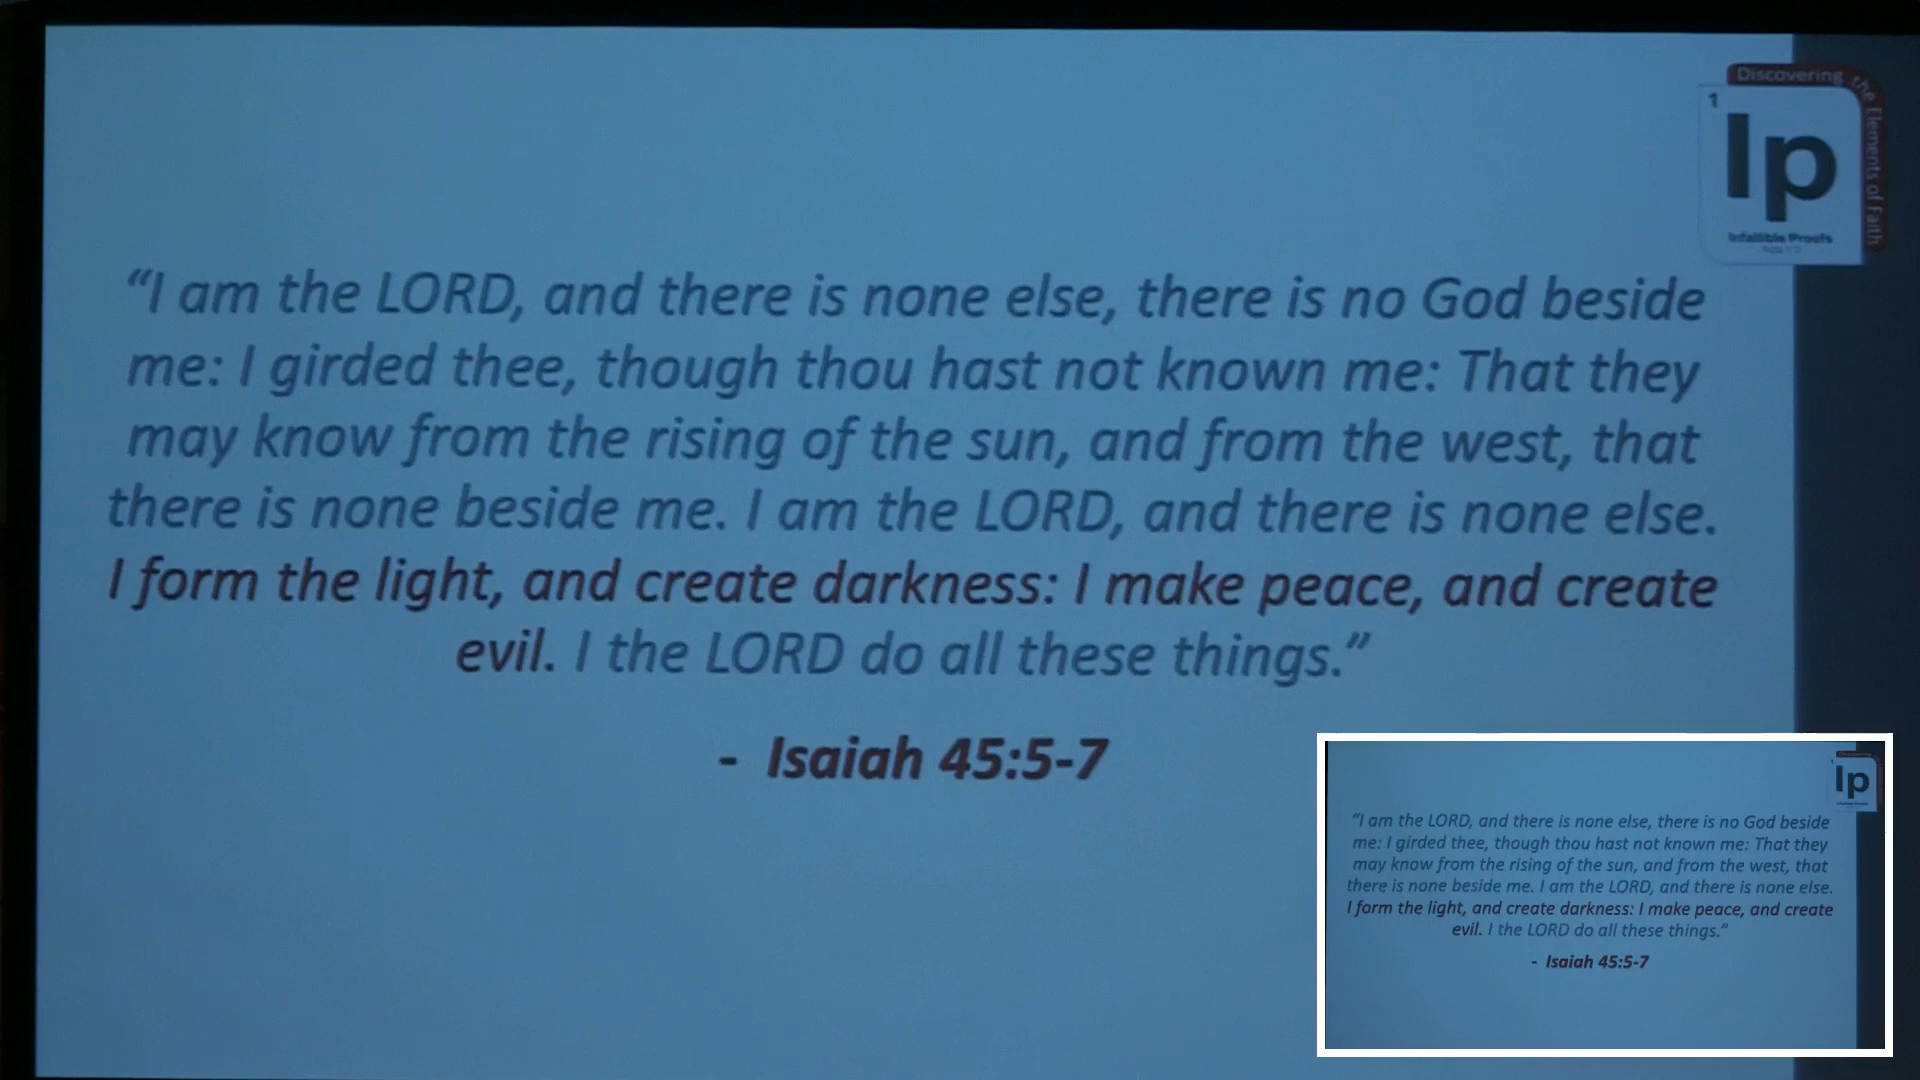 Discovering the Elements of Faith
1
Ip
Infallible Proofs
“I am the LORD, and there is none else, there is no God beside
me: I girded thee, though thou hast not known me: That they
may know from the rising of the sun, and from the west, that
there is none beside me. I am the LORD, and there is none else.
I form the light, and create darkness: I make peace, and create
evil. I the LORD do all these things.”
- Isaiah 45:5-7
Ip
“I am the LORD, and there is none else, there is no God beside
me: I girded thee, though thou hast not known me: That they
may know from the rising of the sun, and from the west, that
there is none beside me. I am the LORD, and there is none else.
I form the light, and create darkness: I make peace, and create
evil. I the LORD do all these things.”
- Isaiah 45:5-7